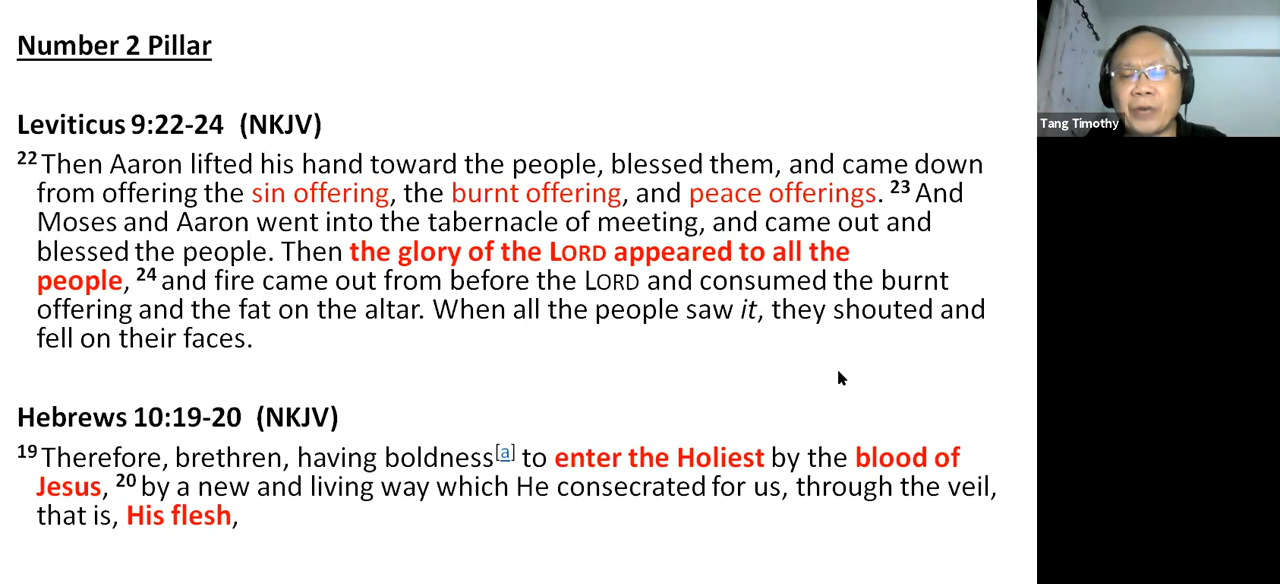 Number 2 Pillar
Leviticus 9:22-24 (NKJV)
22 Then Aaron lifted his hand toward the people, blessed them, and came down
from offering the sin offering, the burnt offering, and peace offerings. 23 And
Moses and Aaron went into the tabernacle of meeting, and came out and
blessed the people. Then the glory of the LORD appeared to all the
people, 24 and fire came out from before the LORD and consumed the burnt
offering and the fat on the altar. When all the people saw it, they shouted and
fell on their faces.
Hebrews 10:19-20 (NKJV)
19 Therefore, brethren, having boldness[a] to enter the Holiest by the blood of
Jesus, 20 by a new and living way which He consecrated for us, through the veil,
that is, His flesh,
Tang Timothy